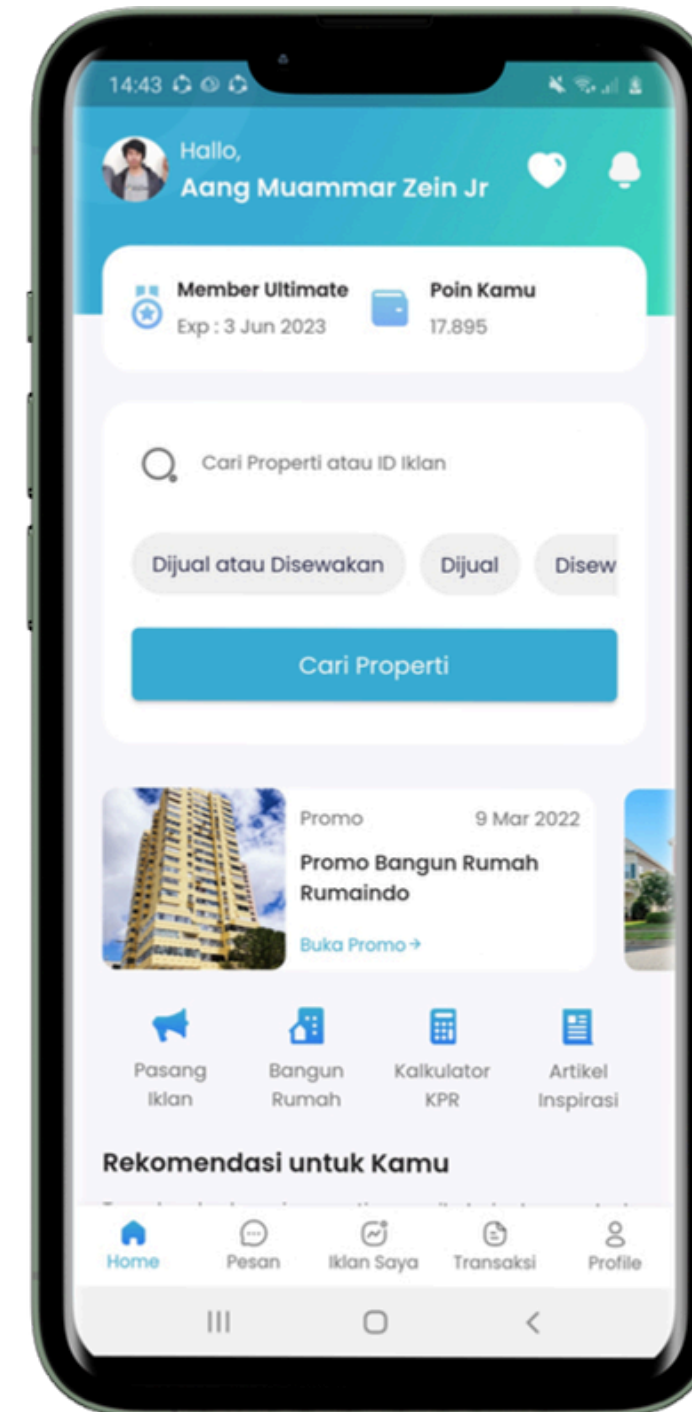 14:43
Hallo,
Aang Muammar Zein Jr
Member Ultimate
Exp : 3 Jun 2023
Poin Kamu
17.895
Cari Properti atau ID Iklan
Dijual atau Disewakan
Dijual
Disew
Cari Properti
Promo
9 Mar 2022
Promo Bangun Rumah
Rumaindo
Buka Promo →
Pasang
Iklan
Bangun
Rumah
Kalkulator
KPR
Artikel
Inspirasi
Rekomendasi untuk Kamu
Home
Pesan
Iklan Saya
Transaksi
Profile